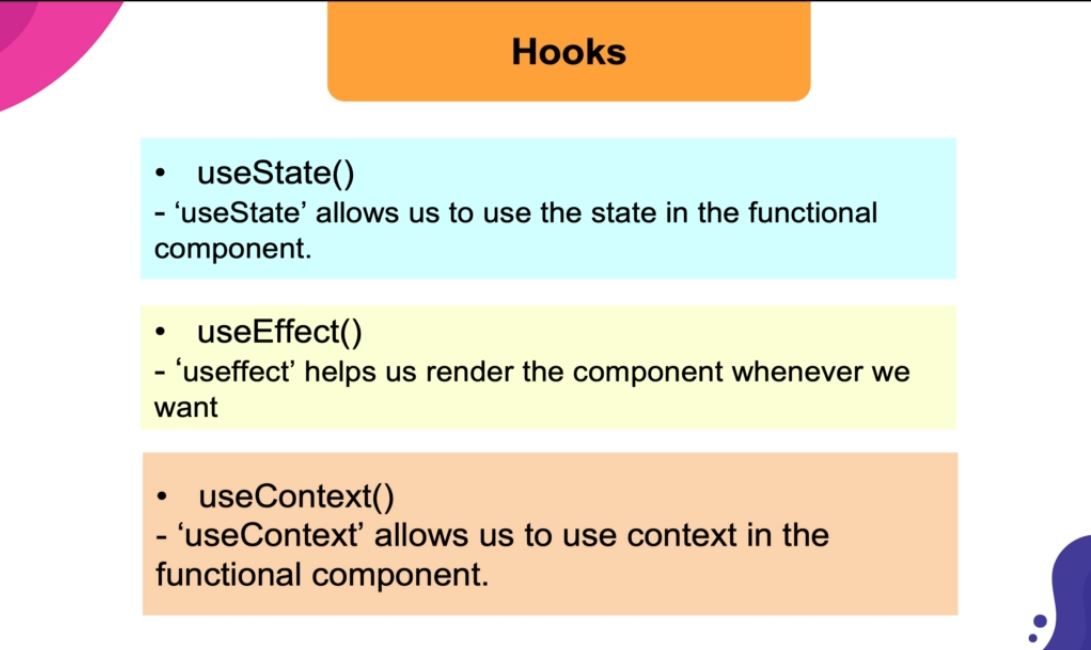 Hooks
• useState()
- ‘useState’ allows us to use the state in the functional
component.
• useEffect()
- ‘useffect’ helps us render the component whenever we
want
• useContext()
- ‘useContext’ allows us to use context in the
functional component.